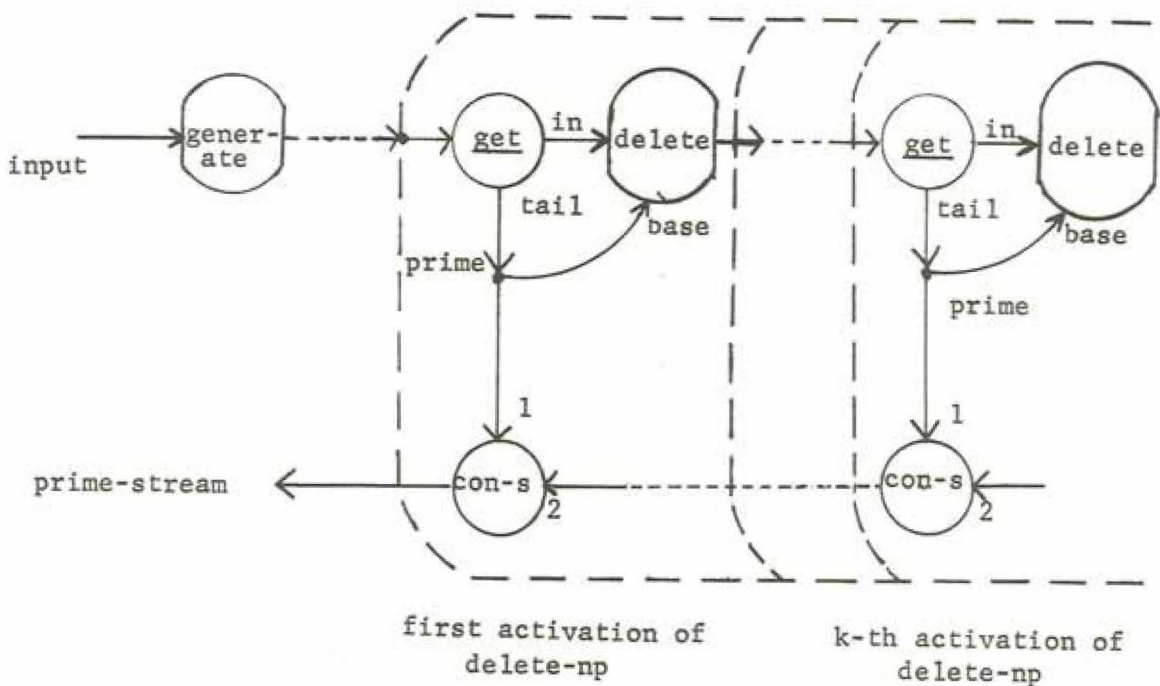 input
gener-
ate
get
in
delete
tail
base
prime
1
con-s
2
prime-stream
get
in
delete
tail
base
prime
1
con-s
2
first activation of
delete-np
k-th activation of
delete-np